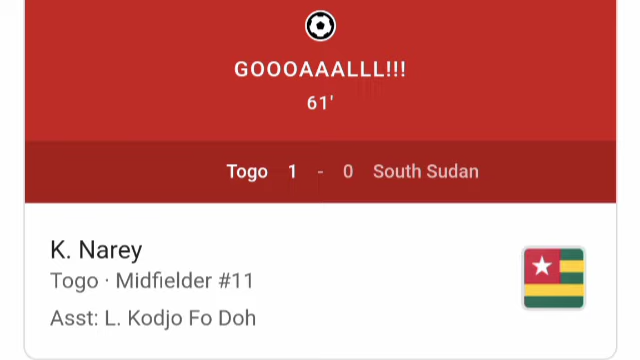 GOOOAAALLL!!!
61'
Togo 1 - 0 South Sudan
K. Narey
Togo · Midfielder #11
Asst: L. Kodjo Fo Doh